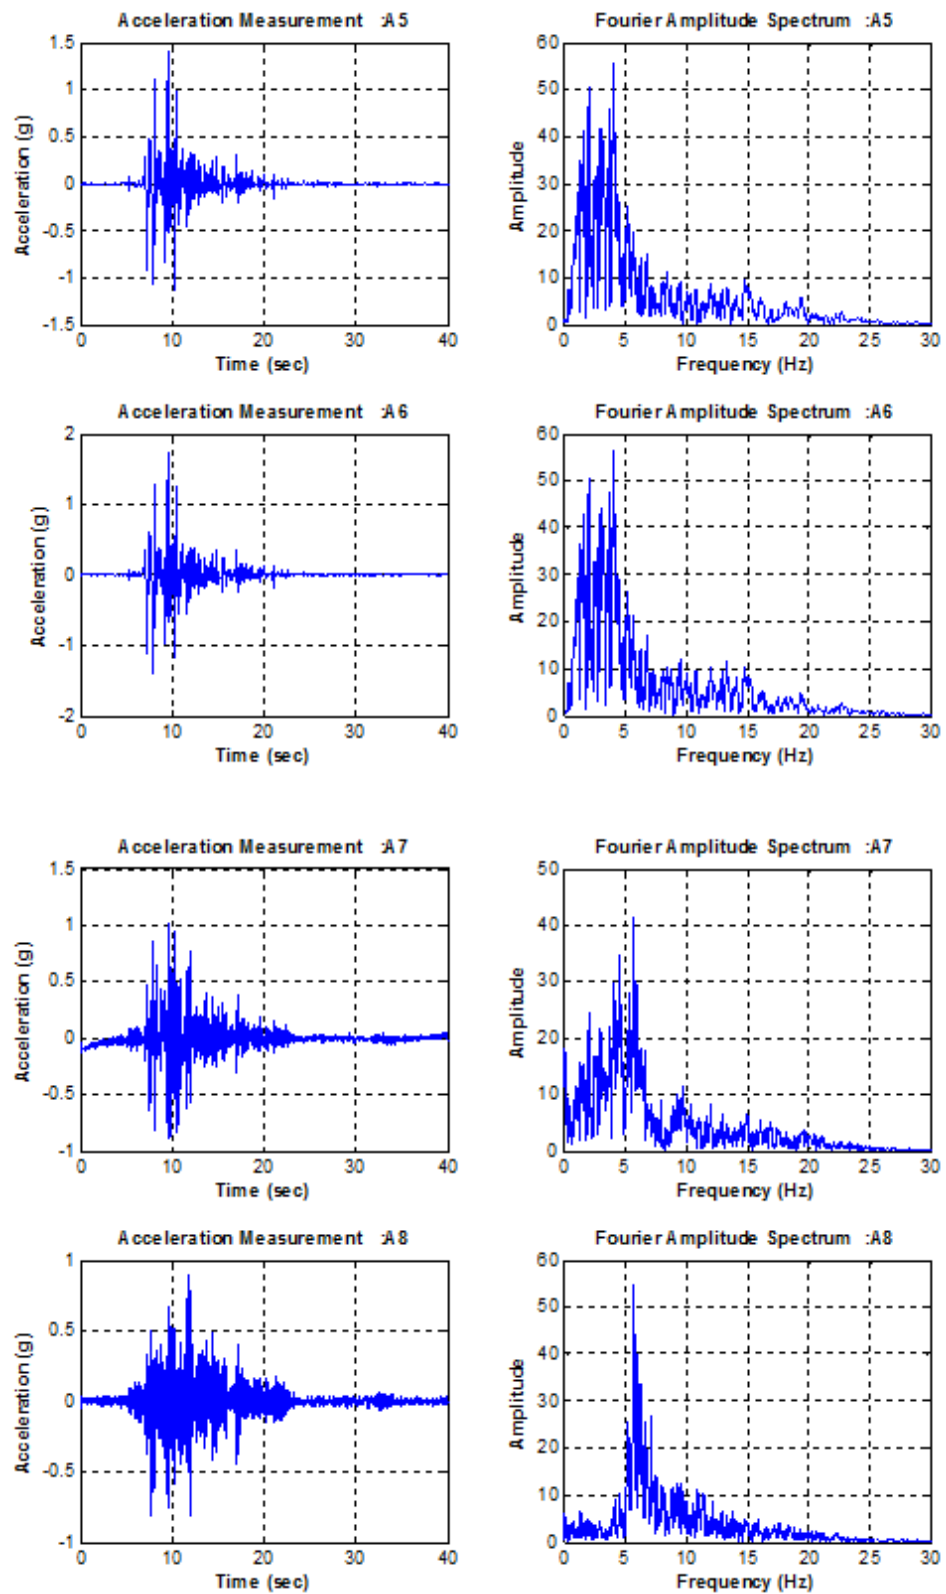 Acceleration Measurement :A5
Fourier Amplitude Spectrum :A5
1.5
1
0.5
0
-0.5
-1
-1.5
Acceleration (g)
0 10 20 30 40
Time (sec)
60
50
40
30
20
10
0
Amplitude
0 5 10 15 20 25 30
Frequency (Hz)
Acceleration Measurement :A6
Fourier Amplitude Spectrum :A6
2
1
0
-1
-2
Acceleration (g)
0 10 20 30 40
Time (sec)
60
50
40
30
20
10
0
Amplitude
0 5 10 15 20 25 30
Frequency (Hz)
Acceleration Measurement :A7
Fourier Amplitude Spectrum :A7
1.5
1
0.5
0
-0.5
-1
Acceleration (g)
0 10 20 30 40
Time (sec)
50
40
30
20
10
0
Amplitude
0 5 10 15 20 25 30
Frequency (Hz)
Acceleration Measurement :A8
Fourier Amplitude Spectrum :A8
1
0.5
0
-0.5
-1
Acceleration (g)
0 10 20 30 40
Time (sec)
60
50
40
30
20
10
0
Amplitude
0 5 10 15 20 25 30
Frequency (Hz)